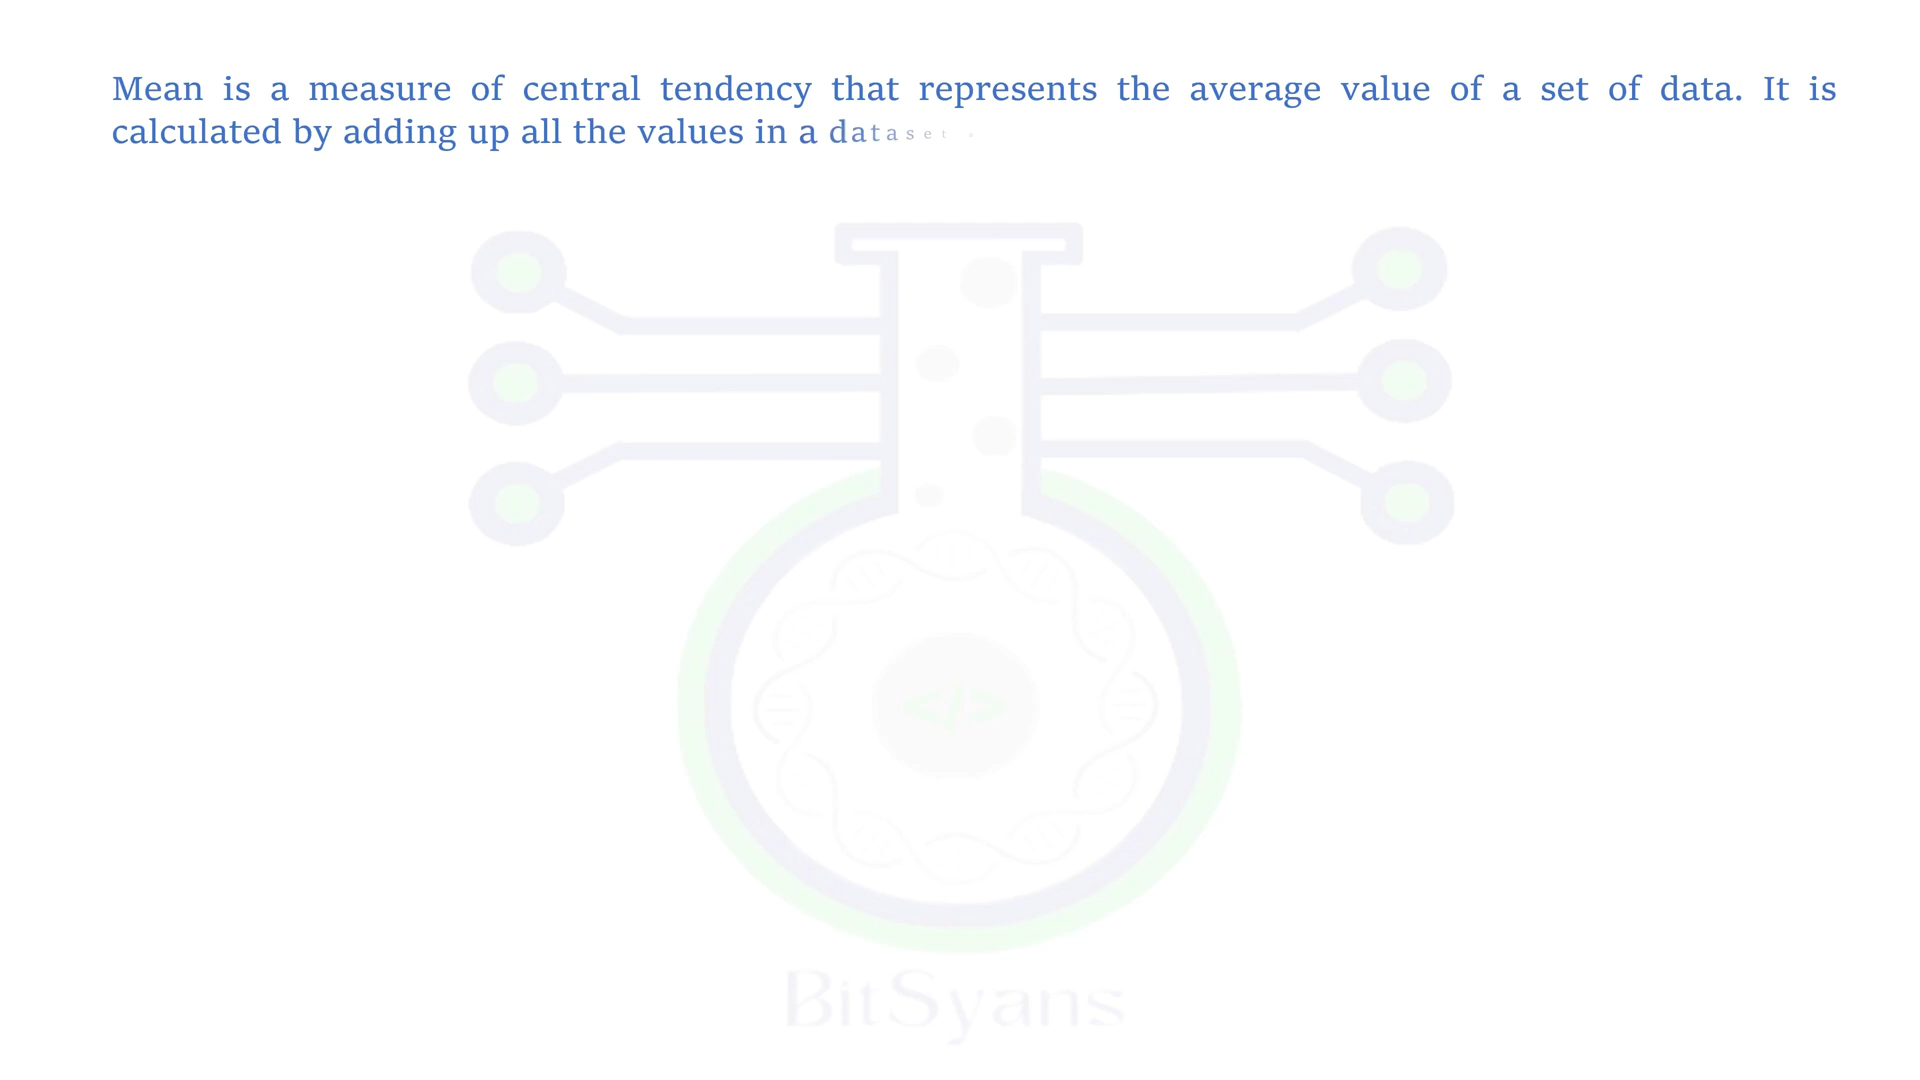 Mean is a measure of central tendency that represents the average value of a set of data. It is
calculated by adding up all the values in a dataset
</>
BitSyans